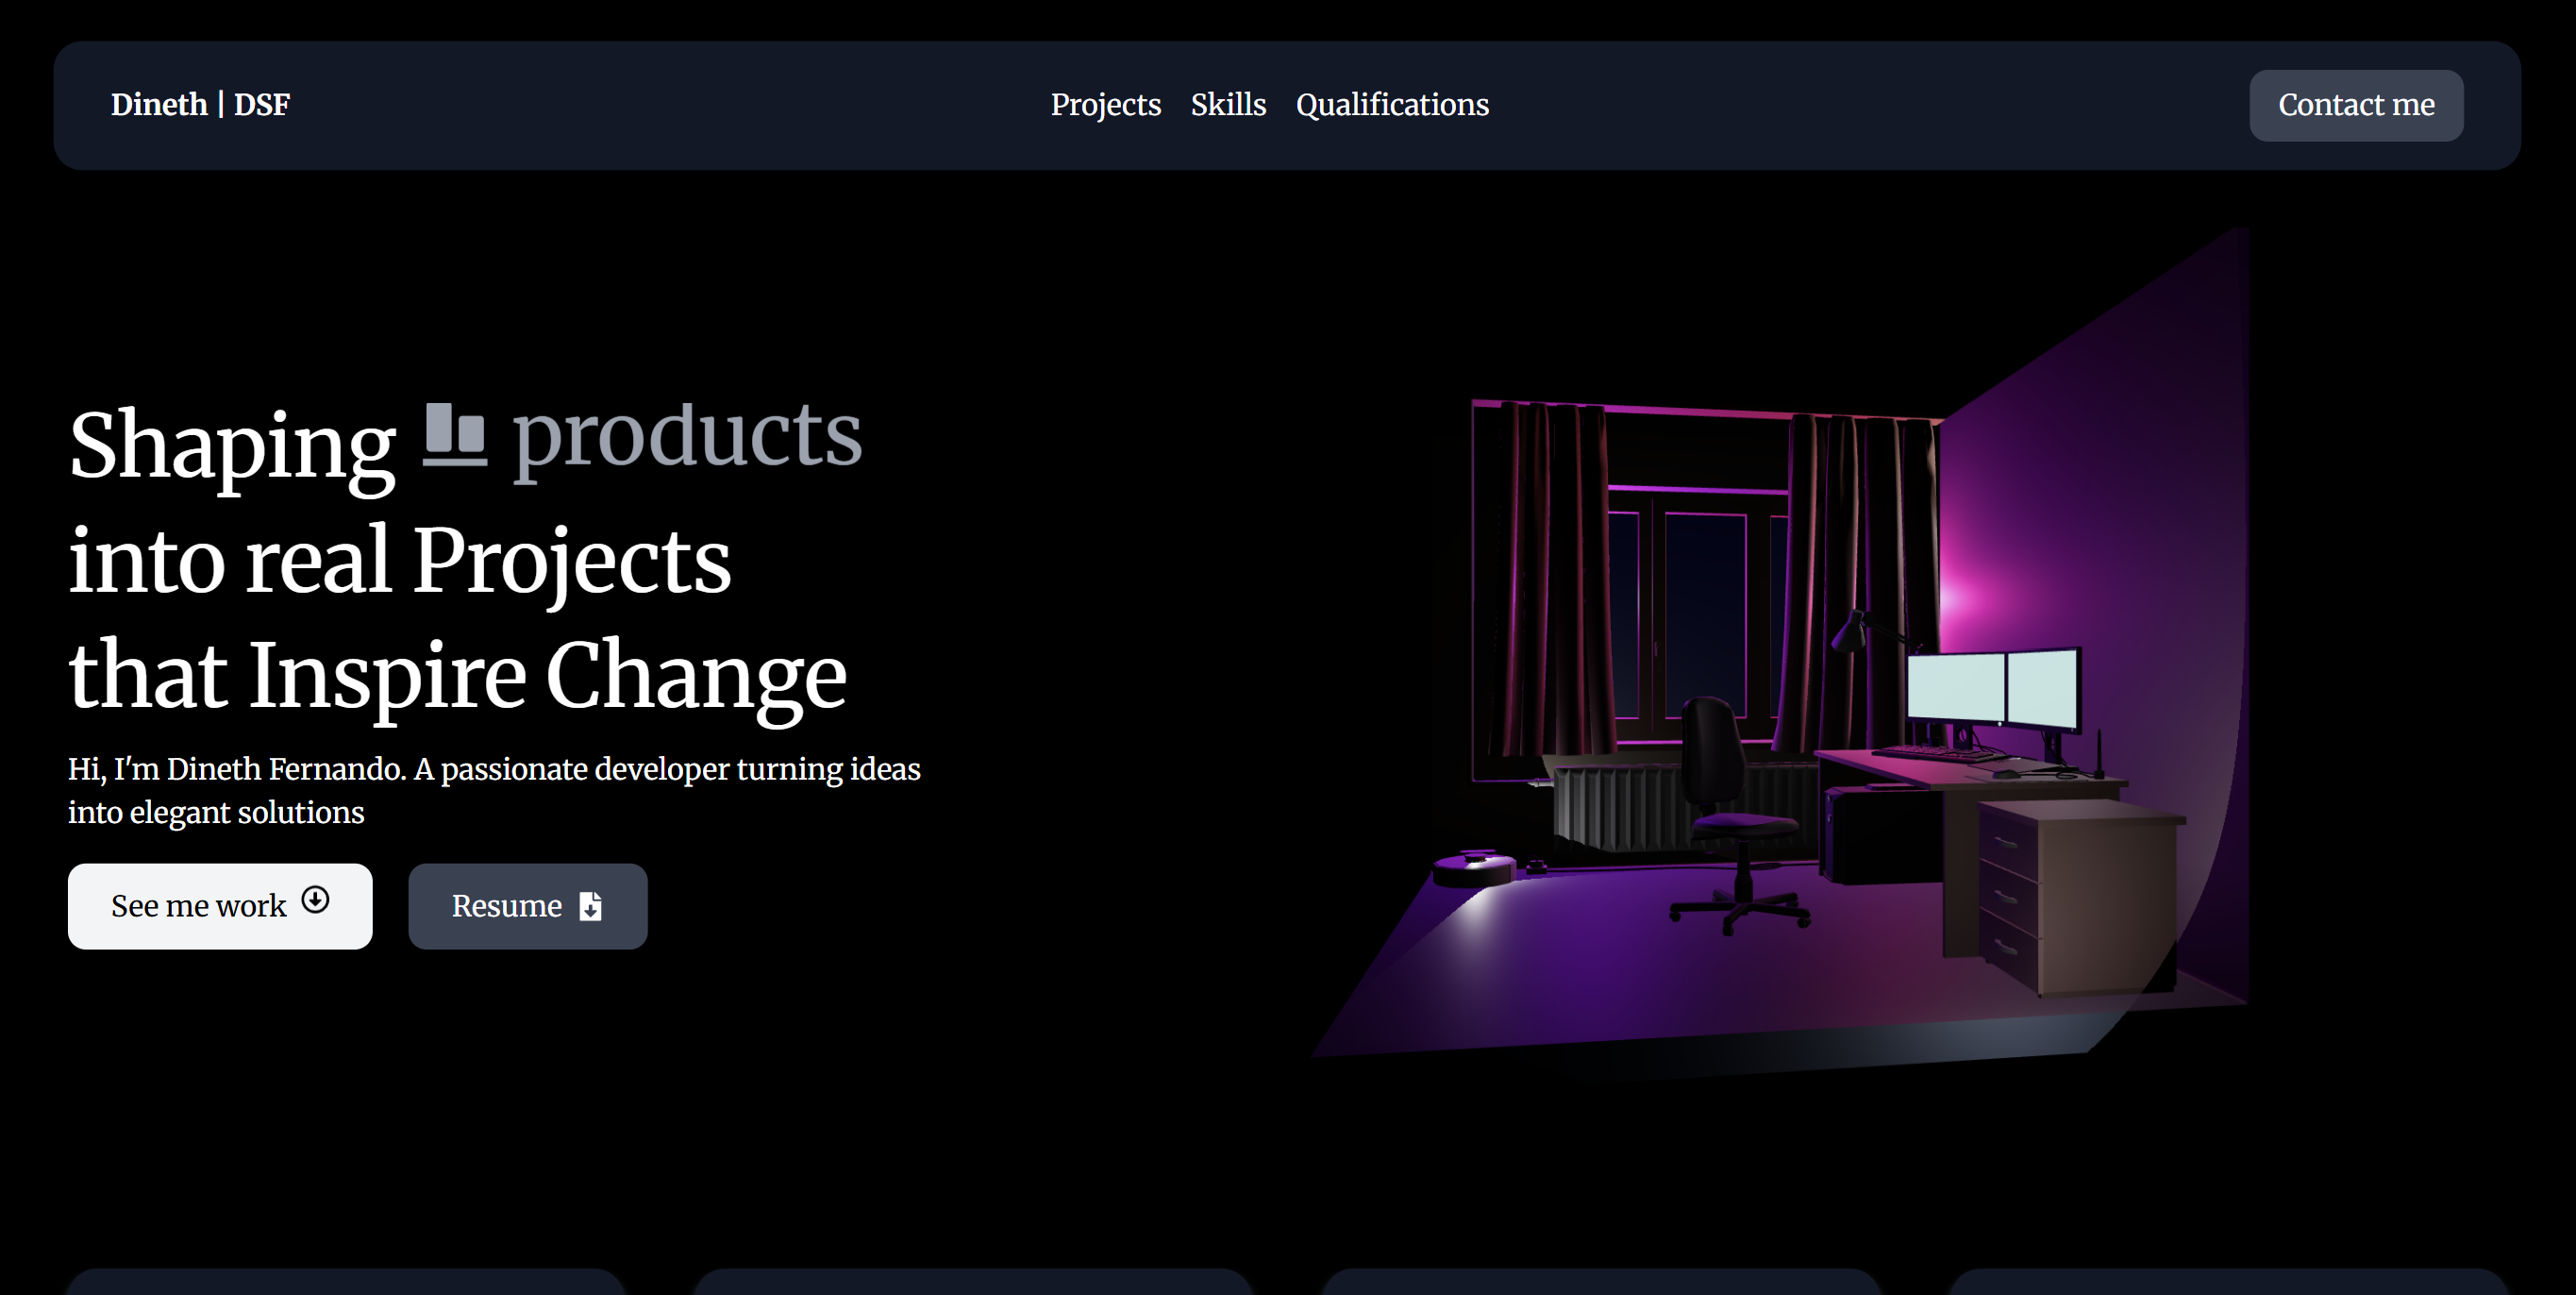 Dineth | DSF
Projects Skills Qualifications
Contact me
Shaping products
into real Projects
that Inspire Change
Hi, I'm Dineth Fernando. A passionate developer turning ideas
into elegant solutions
See me work
Resume